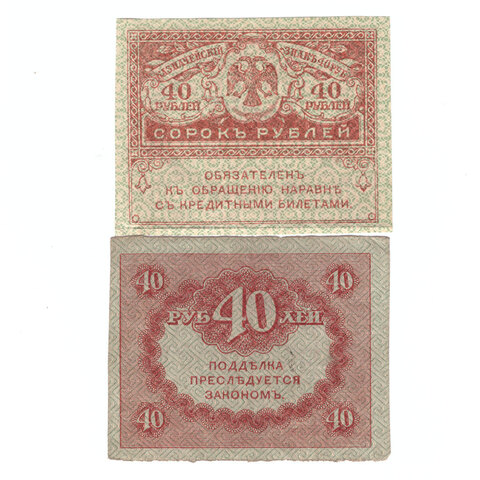 КАЗНАЧЕЙСКІЙ ЗНАКЪ
40 40
РУБЛЕЙ РУБЛЕЙ
СОРОКЪ РУБЛЕЙ
ОБЯЗАТЕЛЕНЪ
КЪ ОБРАЩЕНІЮ, НАРАВНѢ
СЪ КРЕДИТНЫМИ БИЛЕТАМИ.
40 40
РУБ 40 ЛЕЙ
ПОДДѢЛКА
ПРЕСЛѢДУЕТСЯ
ЗАКОНОМЪ.
40 40